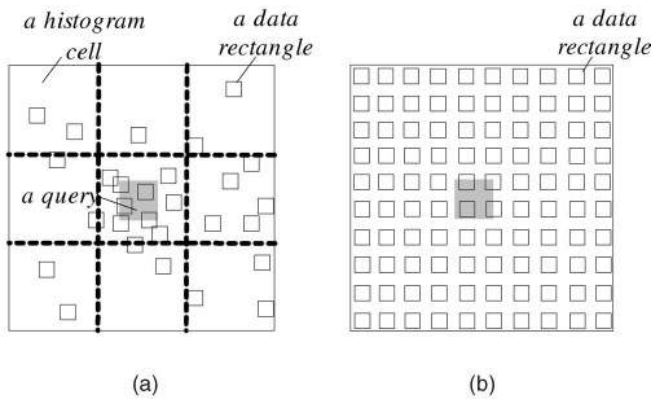 a histogram
cell
a data
rectangle
a query
(a)
a data
rectangle
(b)